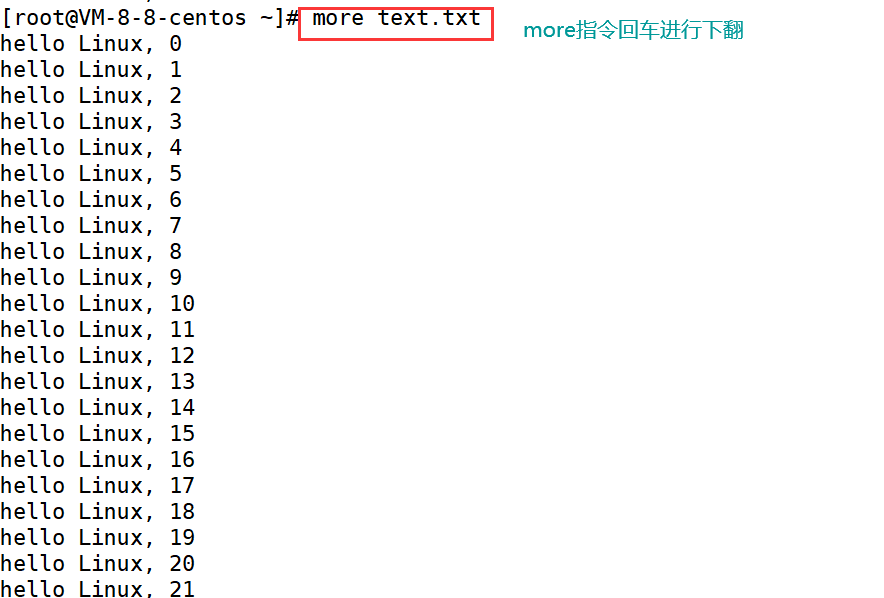 [root@VM-8-8-centos ~]# more text.txt
more指令回车进行下翻
hello Linux, 0
hello Linux, 1
hello Linux, 2
hello Linux, 3
hello Linux, 4
hello Linux, 5
hello Linux, 6
hello Linux, 7
hello Linux, 8
hello Linux, 9
hello Linux, 10
hello Linux, 11
hello Linux, 12
hello Linux, 13
hello Linux, 14
hello Linux, 15
hello Linux, 16
hello Linux, 17
hello Linux, 18
hello Linux, 19
hello Linux, 20
hello Linux, 21